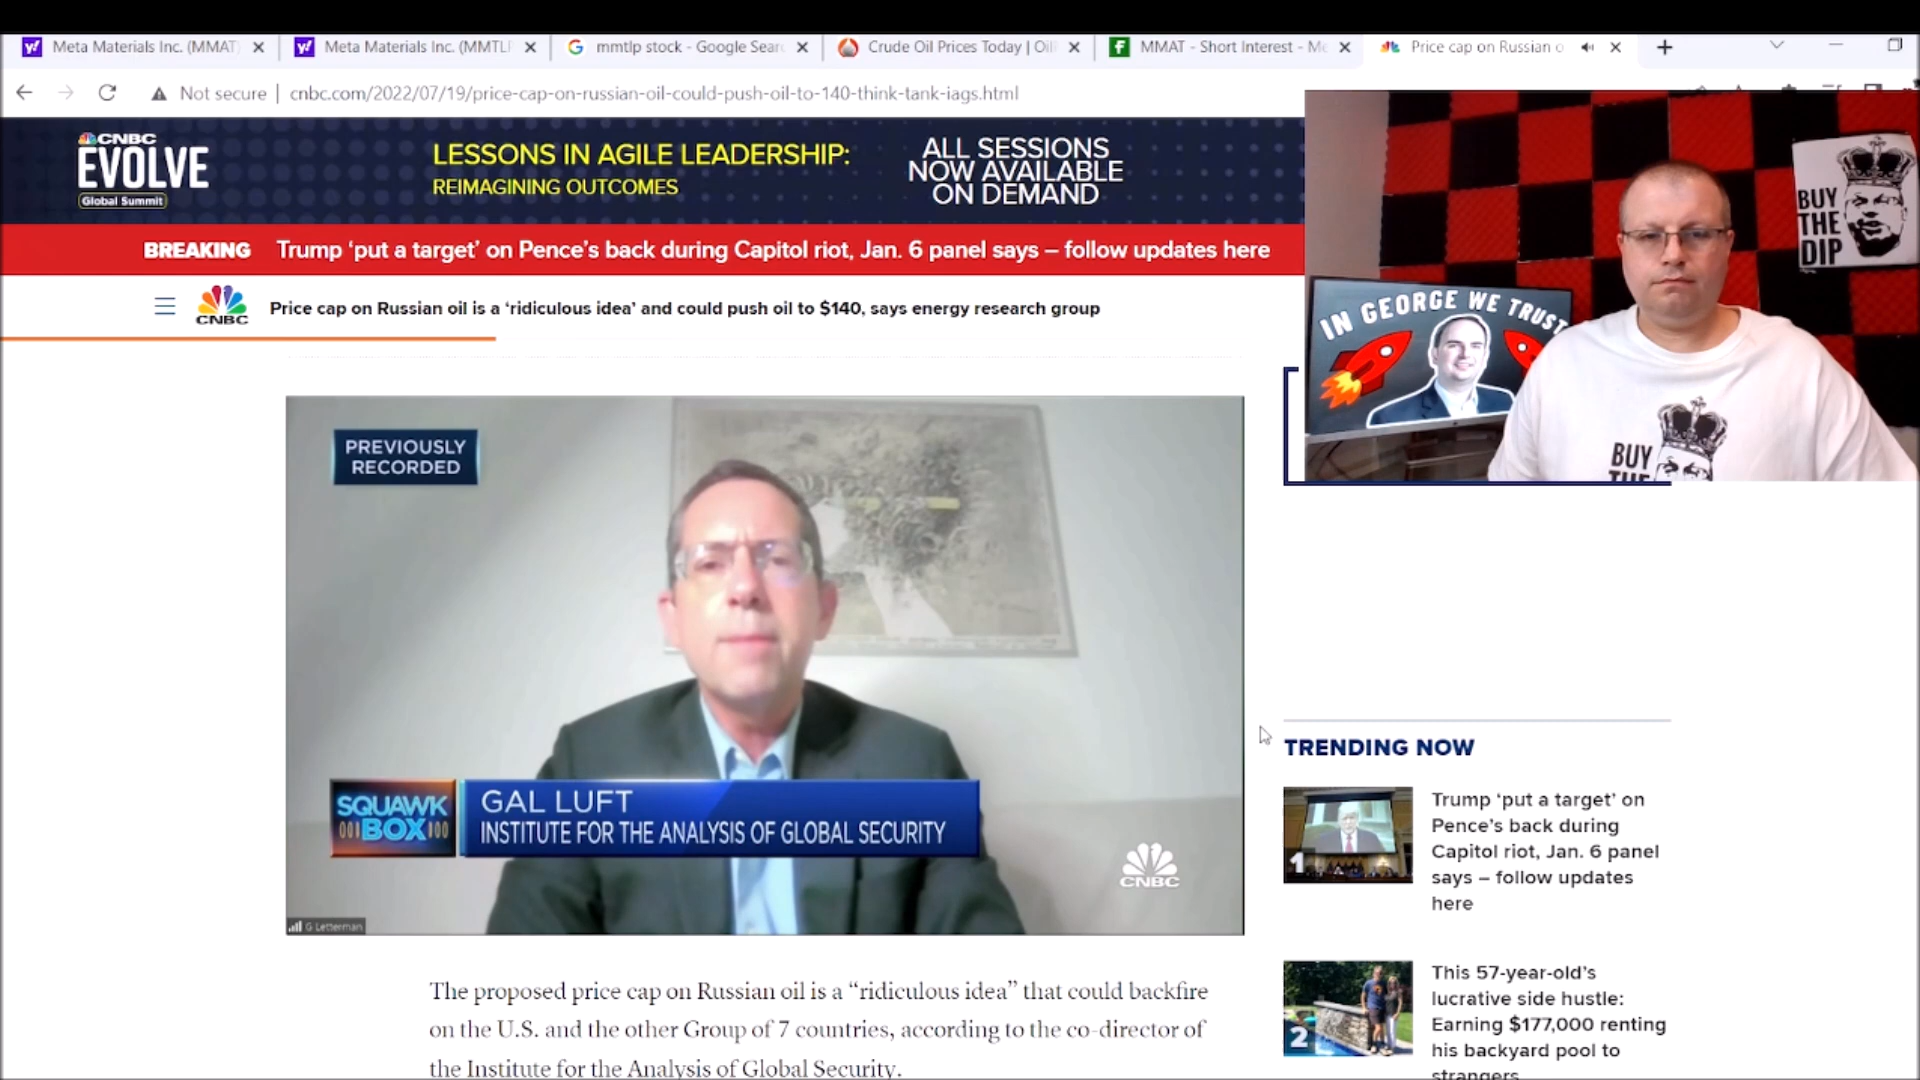 Meta Materials Inc. (MMAT)
Meta Materials Inc. (MMTLP
mmtlp stock - Google Sear
Crude Oil Prices Today | Oil
MMAT - Short Interest - Me
Price cap on Russian o
Not secure
cnbc.com/2022/07/19/price-cap-on-russian-oil-could-push-oil-to-140-think-tank-iags.html
CNBC
EVOLVE
Global Summit
LESSONS IN AGILE LEADERSHIP:
REIMAGINING OUTCOMES
ALL SESSIONS
NOW AVAILABLE
ON DEMAND
BREAKING Trump ‘put a target’ on Pence’s back during Capitol riot, Jan. 6 panel says – follow updates here
CNBC
Price cap on Russian oil is a ‘ridiculous idea’ and could push oil to $140, says energy research group
BUY
THE
DIP
IN GEORGE WE TRUST
BUY
THE
PREVIOUSLY
RECORDED
SQUAWK
BOX
GAL LUFT
INSTITUTE FOR THE ANALYSIS OF GLOBAL SECURITY
CNBC
G Letterman
The proposed price cap on Russian oil is a “ridiculous idea” that could backfire
on the U.S. and the other Group of 7 countries, according to the co-director of
the Institute for the Analysis of Global Security.
TRENDING NOW
1
Trump ‘put a target’ on
Pence’s back during
Capitol riot, Jan. 6 panel
says – follow updates
here
2
This 57-year-old’s
lucrative side hustle:
Earning $177,000 renting
his backyard pool to
strangers